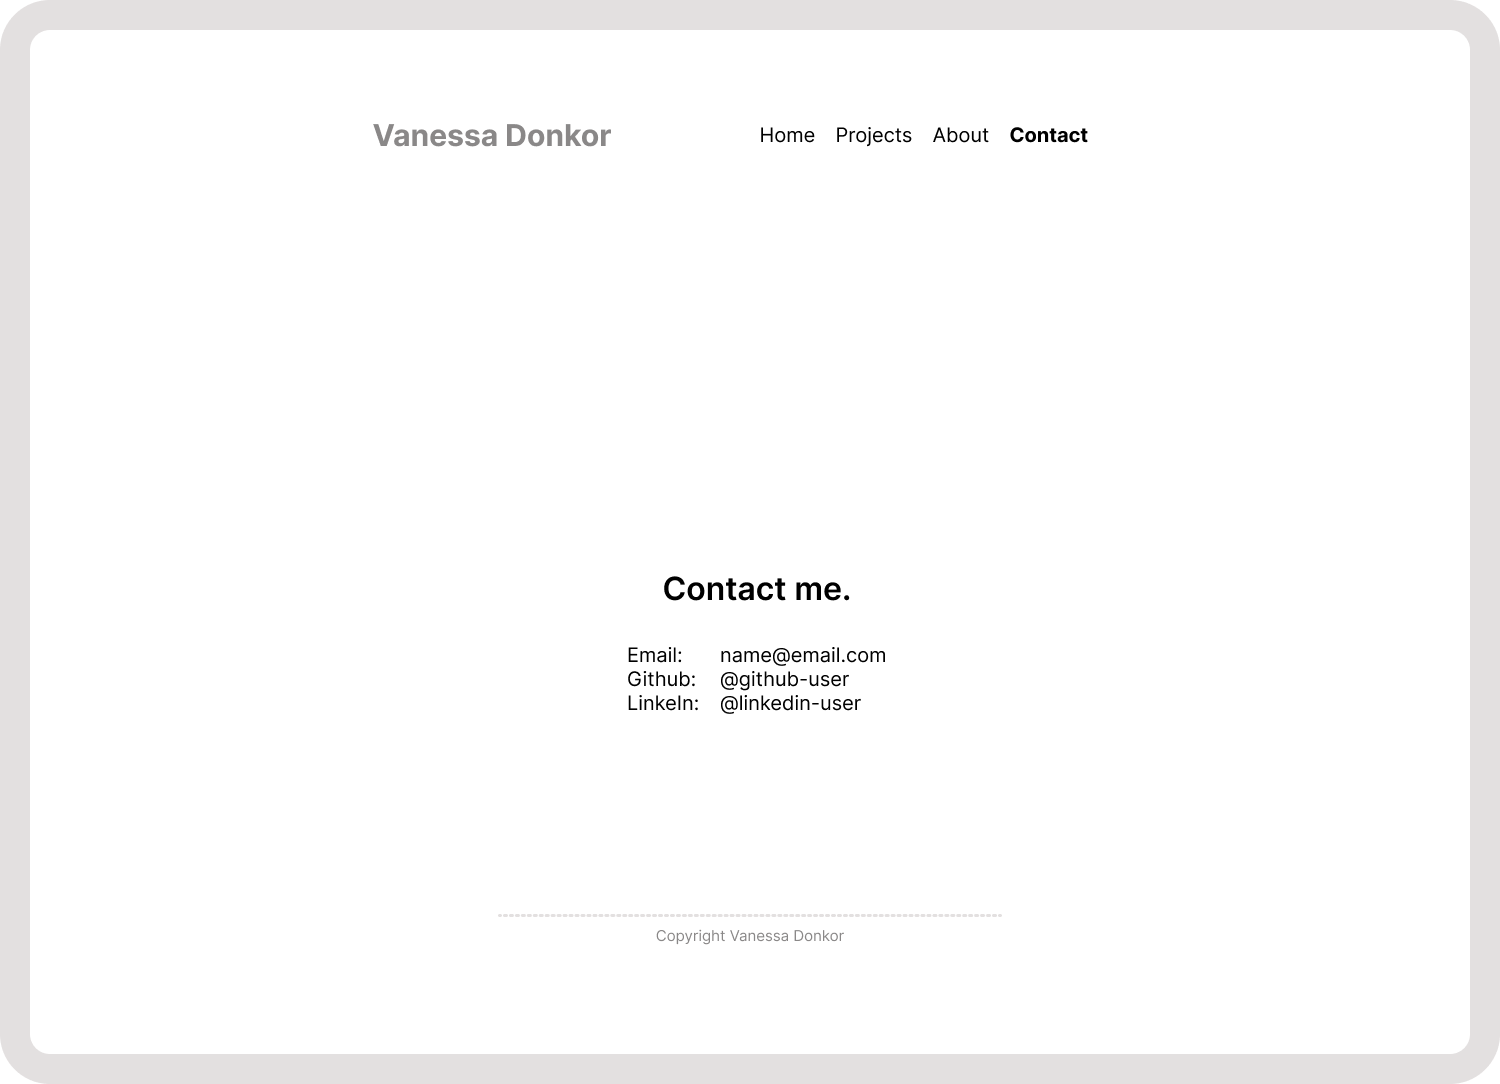 Vanessa Donkor
Home Projects About Contact
Contact me.
Email: name@email.com
Github: @github-user
LinkeIn: @linkedin-user
Copyright Vanessa Donkor